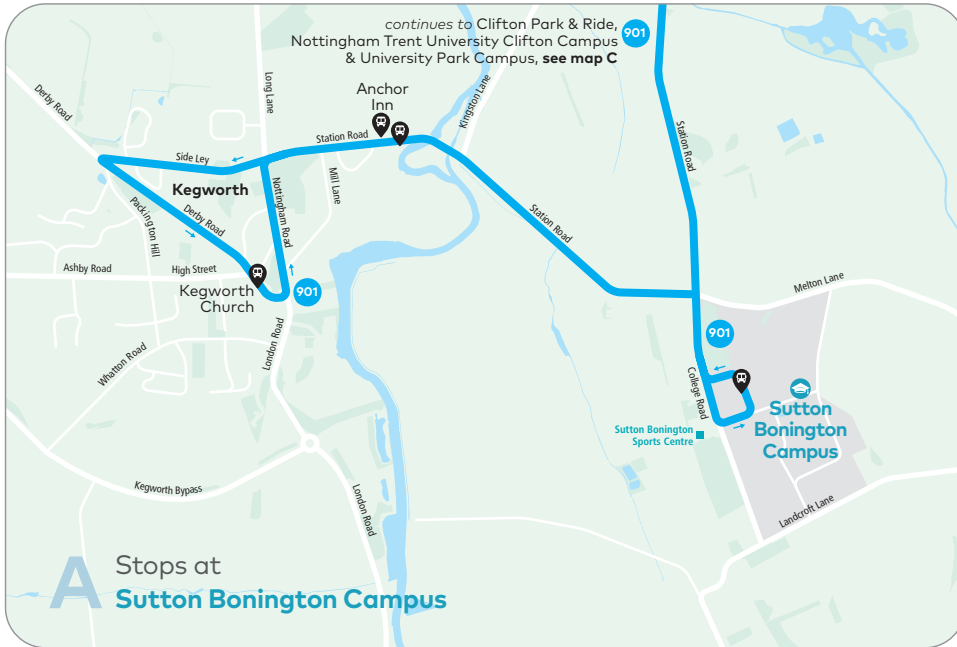 continues to Clifton Park & Ride,
Nottingham Trent University Clifton Campus
& University Park Campus, see map C
901
Derby Road
Long Lane
Anchor
Inn
Kingston Lane
Station Road
Station Road
Side Ley
Kegworth
Mill Lane
Nottingham Road
Derby Road
Packington Hill
Station Road
Ashby Road
High Street
Kegworth
Church
901
Melton Lane
London Road
Whatton Road
901
College Road
Sutton Bonington
Sports Centre
Sutton
Bonington
Campus
Kegworth Bypass
London Road
Landcroft Lane
A
Stops at
Sutton Bonington Campus